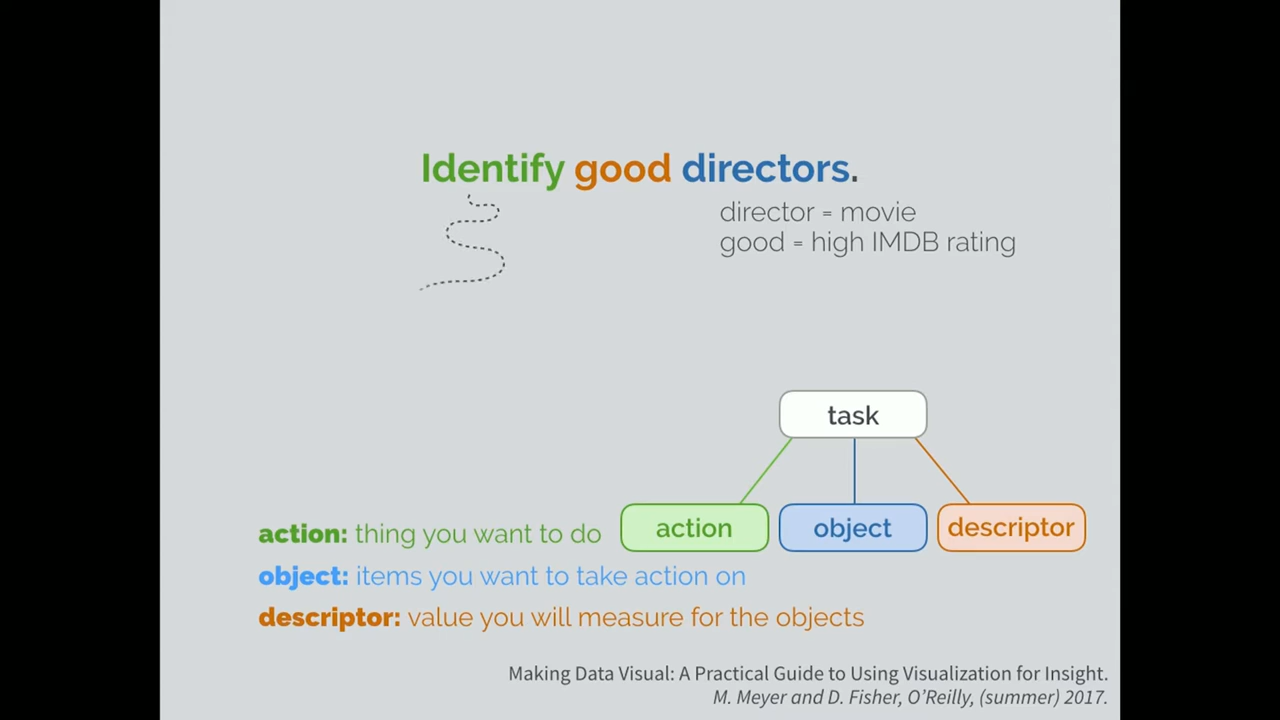 Identify good directors.
director = movie
good = high IMDB rating
task
action
object
descriptor
action: thing you want to do
object: items you want to take action on
descriptor: value you will measure for the objects
Making Data Visual: A Practical Guide to Using Visualization for Insight.
M. Meyer and D. Fisher, O'Reilly, (summer) 2017.